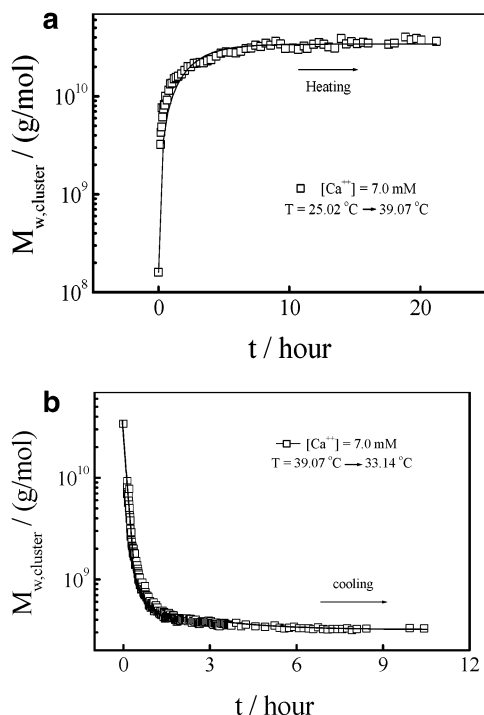 a
M_w,cluster / (g/mol)
10^10
10^9
10^8
Heating
[Ca^++] = 7.0 mM
T = 25.02 °C → 39.07 °C
0 10 20
t / hour
b
M_w,cluster / (g/mol)
10^10
10^9
[Ca^++] = 7.0 mM
T = 39.07 °C → 33.14 °C
cooling
0 3 6 9 12
t / hour